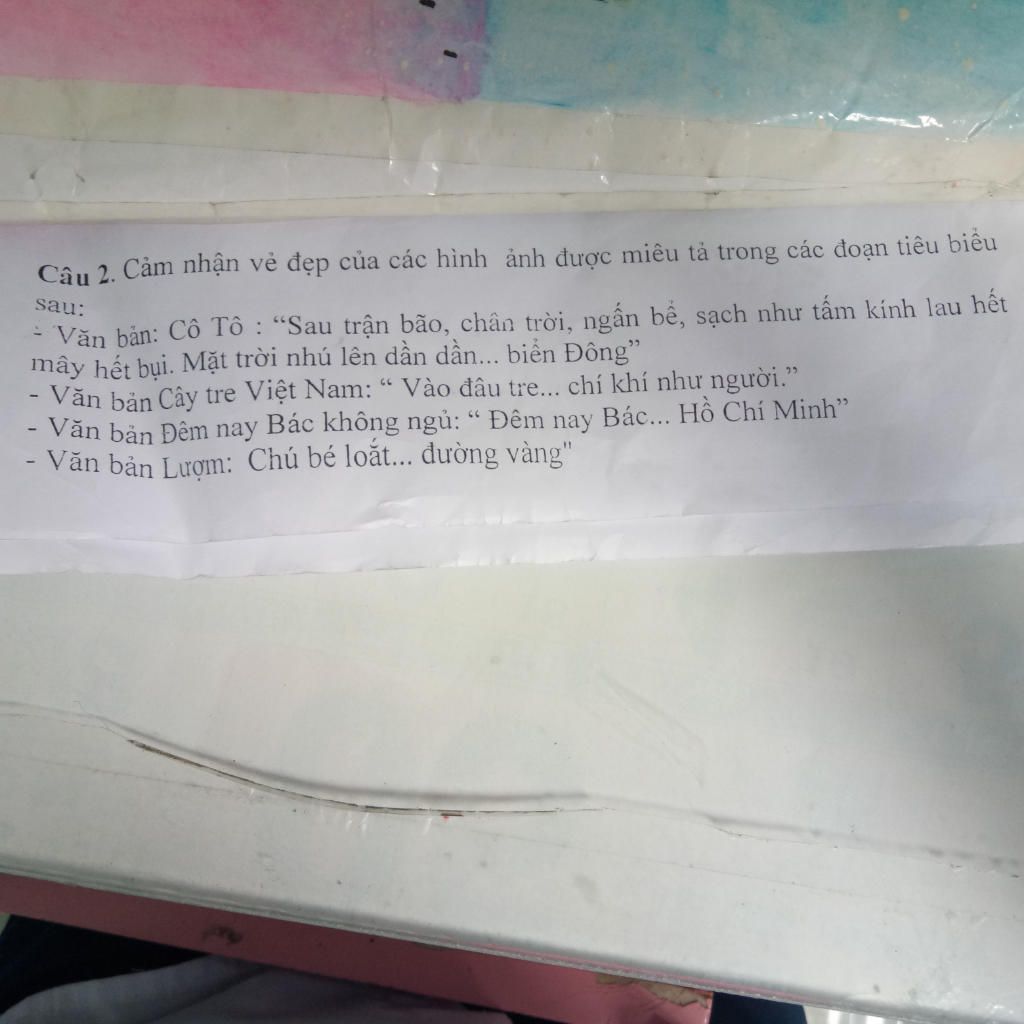 Câu 2. Cảm nhận vẻ đẹp của các hình ảnh được miêu tả trong các đoạn tiêu biểu
sau:
- Văn bản: Cô Tô : “Sau trận bão, chân trời, ngấn bể, sạch như tấm kính lau hết
mây hết bụi. Mặt trời nhú lên dần dần... biển Đông”
- Văn bản Cây tre Việt Nam: “ Vào đâu tre... chí khí như người.”
- Văn bản Đêm nay Bác không ngủ: “ Đêm nay Bác... Hồ Chí Minh”
- Văn bản Lượm: Chú bé loắt... đường vàng"